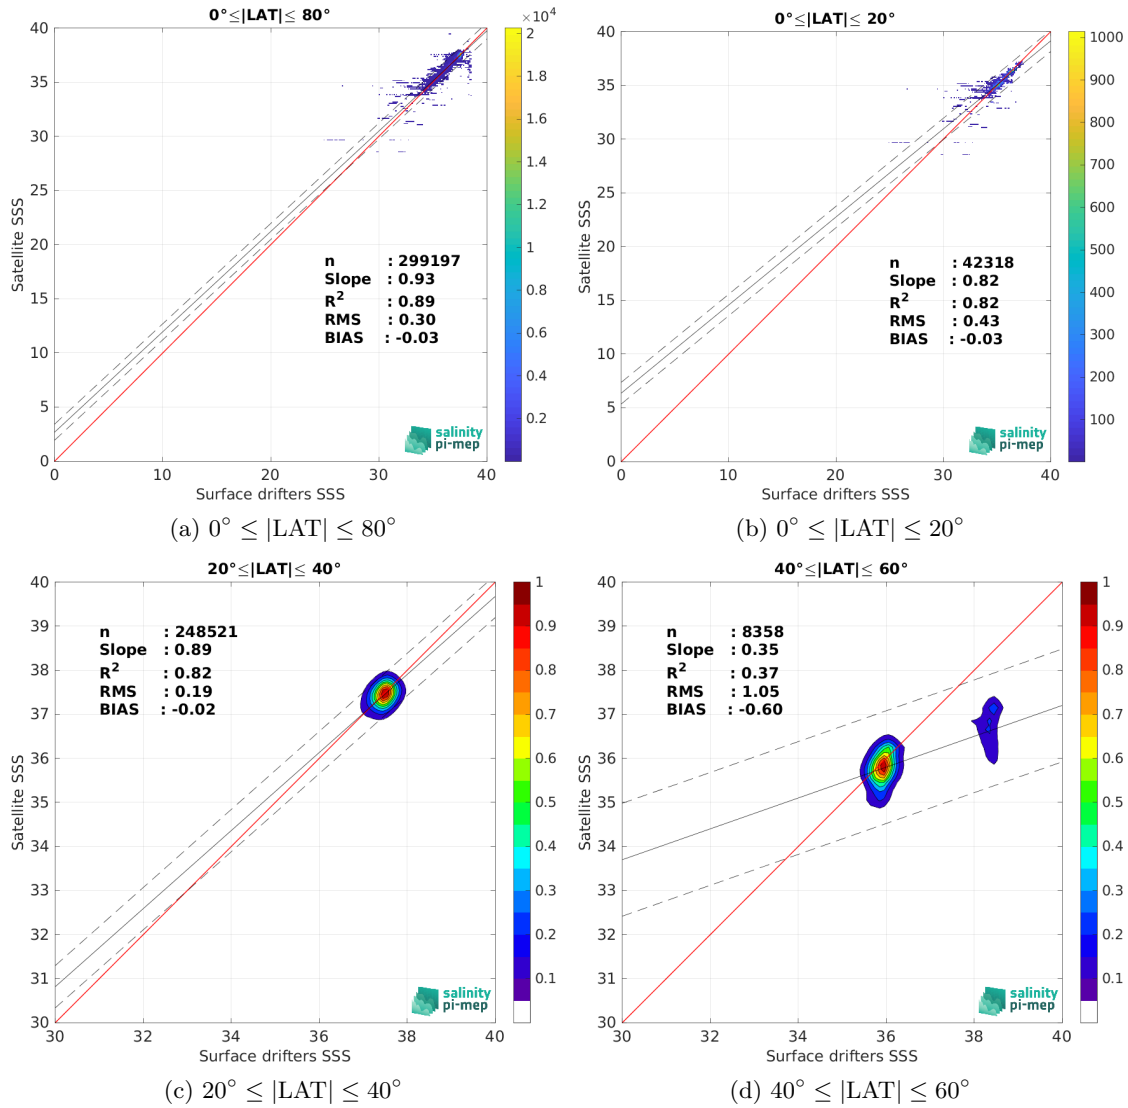 0°≤|LAT|≤ 80°
×10⁴
40
35
30
25
20
15
10
5
0
Satellite SSS
0
10
20
30
40
Surface drifters SSS
n : 299197
Slope : 0.93
R² : 0.89
RMS : 0.30
BIAS : -0.03
salinity
pi-mep
2
1.8
1.6
1.4
1.2
1
0.8
0.6
0.4
0.2
(a) 0° ≤ |LAT| ≤ 80°
0°≤|LAT|≤ 20°
40
35
30
25
20
15
10
5
0
Satellite SSS
0
10
20
30
40
Surface drifters SSS
n : 42318
Slope : 0.82
R² : 0.82
RMS : 0.43
BIAS : -0.03
salinity
pi-mep
1000
900
800
700
600
500
400
300
200
100
(b) 0° ≤ |LAT| ≤ 20°
20°≤|LAT|≤ 40°
40
39
38
37
36
35
34
33
32
31
30
Satellite SSS
30
32
34
36
38
40
Surface drifters SSS
n : 248521
Slope : 0.89
R² : 0.82
RMS : 0.19
BIAS : -0.02
salinity
pi-mep
1
0.9
0.8
0.7
0.6
0.5
0.4
0.3
0.2
0.1
(c) 20° ≤ |LAT| ≤ 40°
40°≤|LAT|≤ 60°
40
39
38
37
36
35
34
33
32
31
30
Satellite SSS
30
32
34
36
38
40
Surface drifters SSS
n : 8358
Slope : 0.35
R² : 0.37
RMS : 1.05
BIAS : -0.60
salinity
pi-mep
1
0.9
0.8
0.7
0.6
0.5
0.4
0.3
0.2
0.1
(d) 40° ≤ |LAT| ≤ 60°